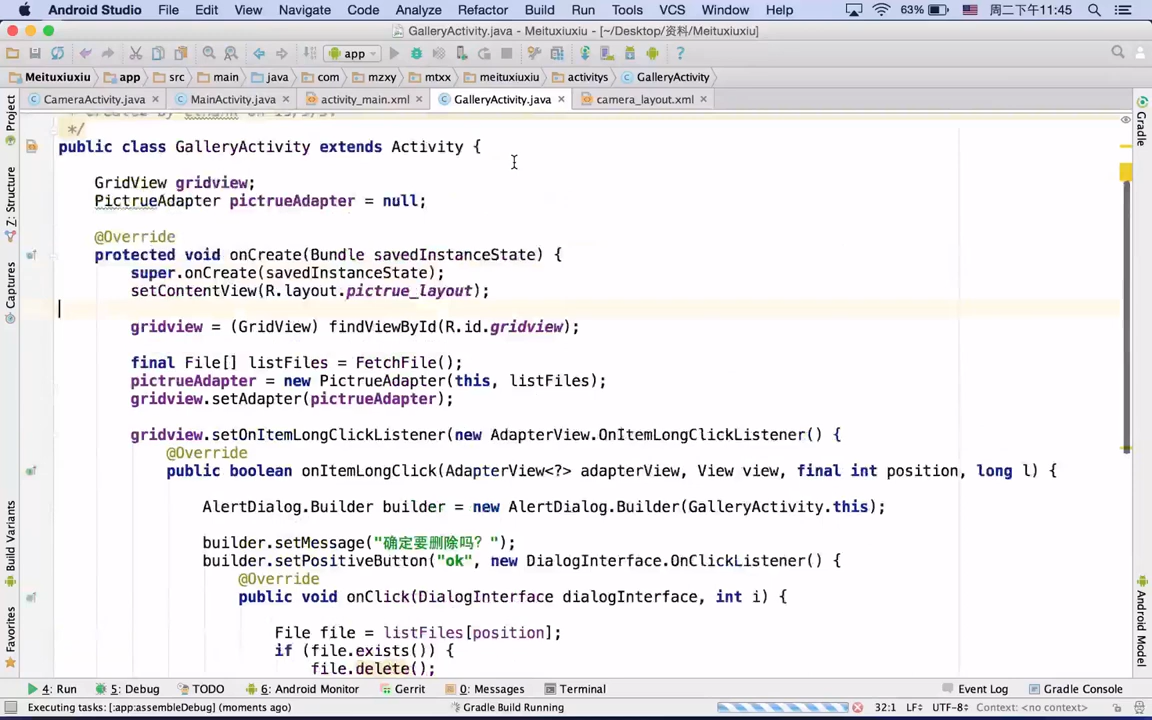 Android Studio File Edit View Navigate Code Analyze Refactor Build Run Tools VCS Window Help 63% 周二下午11:45
GalleryActivity.java - Meituxiuxiu - [~/Desktop/资料/Meituxiuxiu]
app
Meituxiuxiu app src main java com mzxy mtxx meituxiuxiu activitys GalleryActivity
CameraActivity.java MainActivity.java activity_main.xml GalleryActivity.java camera_layout.xml
*/
public class GalleryActivity extends Activity {
GridView gridview;
PictrueAdapter pictrueAdapter = null;
@Override
protected void onCreate(Bundle savedInstanceState) {
super.onCreate(savedInstanceState);
setContentView(R.layout.pictrue_layout);
gridview = (GridView) findViewById(R.id.gridview);
final File[] listFiles = FetchFile();
pictrueAdapter = new PictrueAdapter(this, listFiles);
gridview.setAdapter(pictrueAdapter);
gridview.setOnItemLongClickListener(new AdapterView.OnItemLongClickListener() {
@Override
public boolean onItemLongClick(AdapterView<?> adapterView, View view, final int position, long l) {
AlertDialog.Builder builder = new AlertDialog.Builder(GalleryActivity.this);
builder.setMessage("确定要删除吗？");
builder.setPositiveButton("ok", new DialogInterface.OnClickListener() {
@Override
public void onClick(DialogInterface dialogInterface, int i) {
File file = listFiles[position];
if (file.exists()) {
file.delete();
Project
Z: Structure
Captures
Build Variants
Favorites
Gradle
Android Model
4: Run 5: Debug TODO 6: Android Monitor Gerrit 0: Messages Terminal Event Log Gradle Console
Executing tasks: [:app:assembleDebug] (moments ago) Gradle Build Running 32:1 LF UTF-8 Context: <no context>